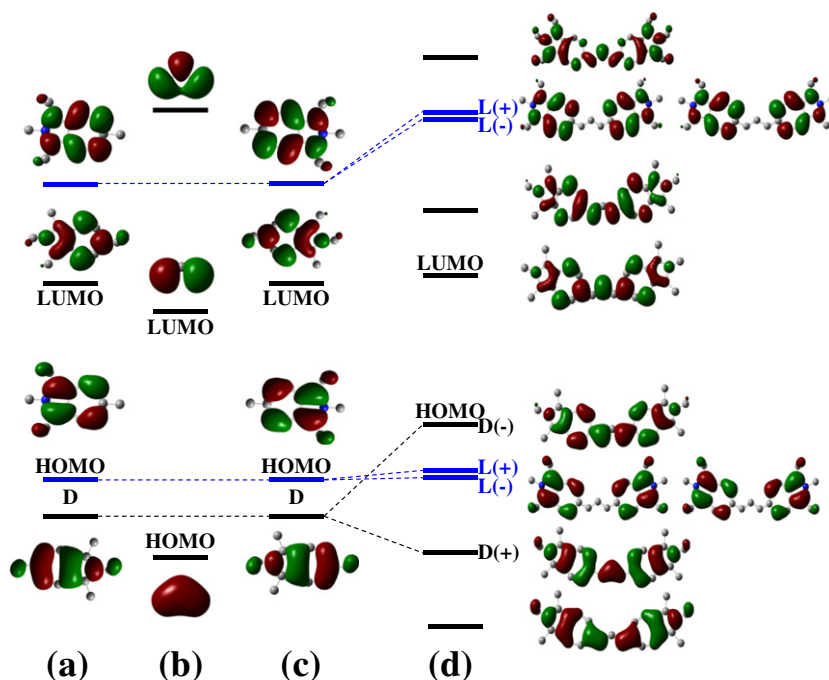 L(+)
L(-)
LUMO
LUMO
LUMO
LUMO
HOMO
D(-)
HOMO
D
HOMO
D
L(+)
L(-)
HOMO
D(+)
(a) (b) (c) (d)